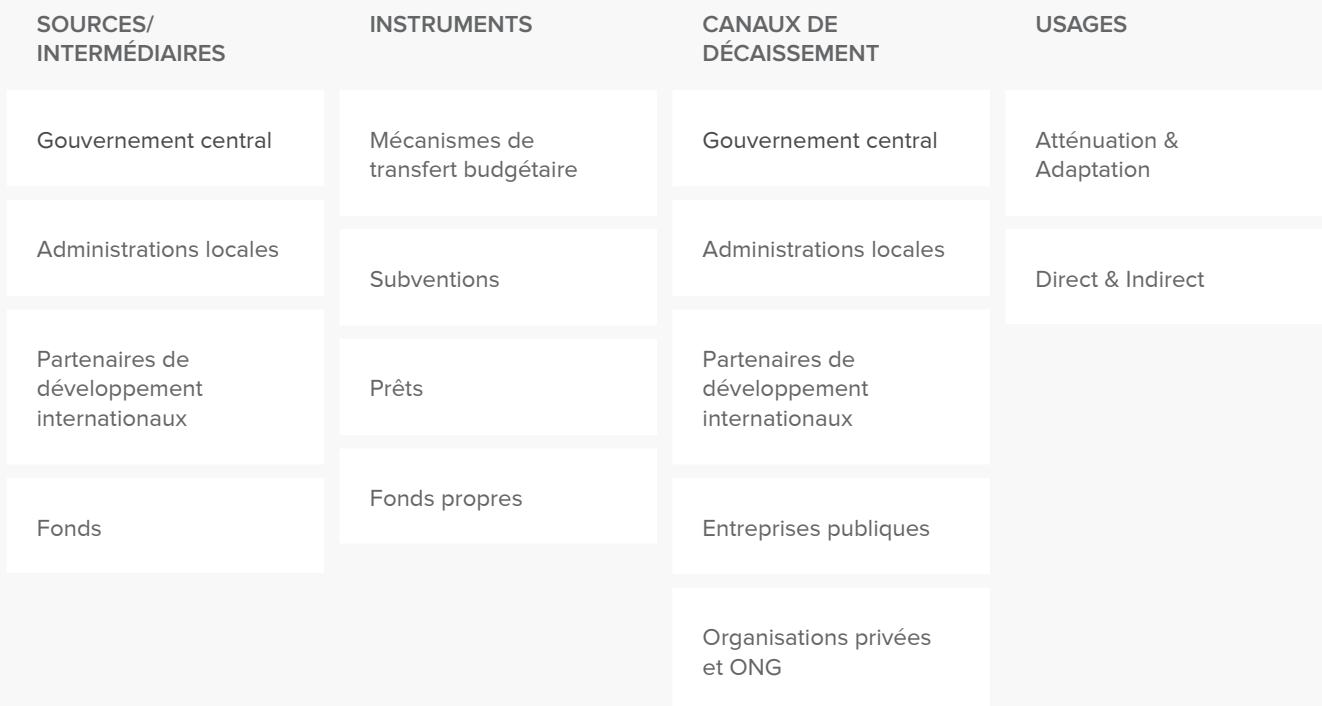 SOURCES/
INTERMÉDIAIRES
Gouvernement central
Administrations locales
Partenaires de
développement
internationaux
Fonds
INSTRUMENTS
Mécanismes de
transfert budgétaire
Subventions
Prêts
Fonds propres
CANAUX DE
DÉCAISSEMENT
Gouvernement central
Administrations locales
Partenaires de
développement
internationaux
Entreprises publiques
Organisations privées
et ONG
USAGES
Atténuation &
Adaptation
Direct & Indirect